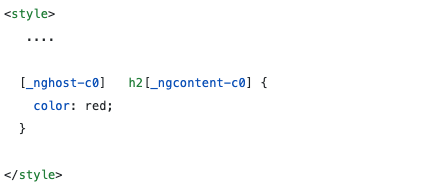 <style>
....
[_nghost-c0] h2[_ngcontent-c0] {
color: red;
}
</style>